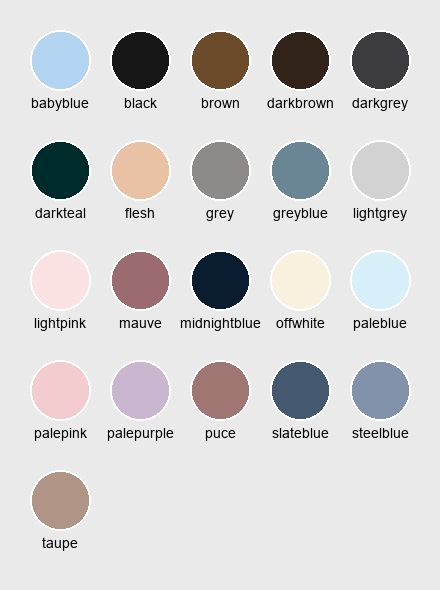 babyblue black brown darkbrown darkgrey
darkteal flesh grey greyblue lightgrey
lightpink mauve midnightblue offwhite paleblue
palepink palepurple puce slateblue steelblue
taupe